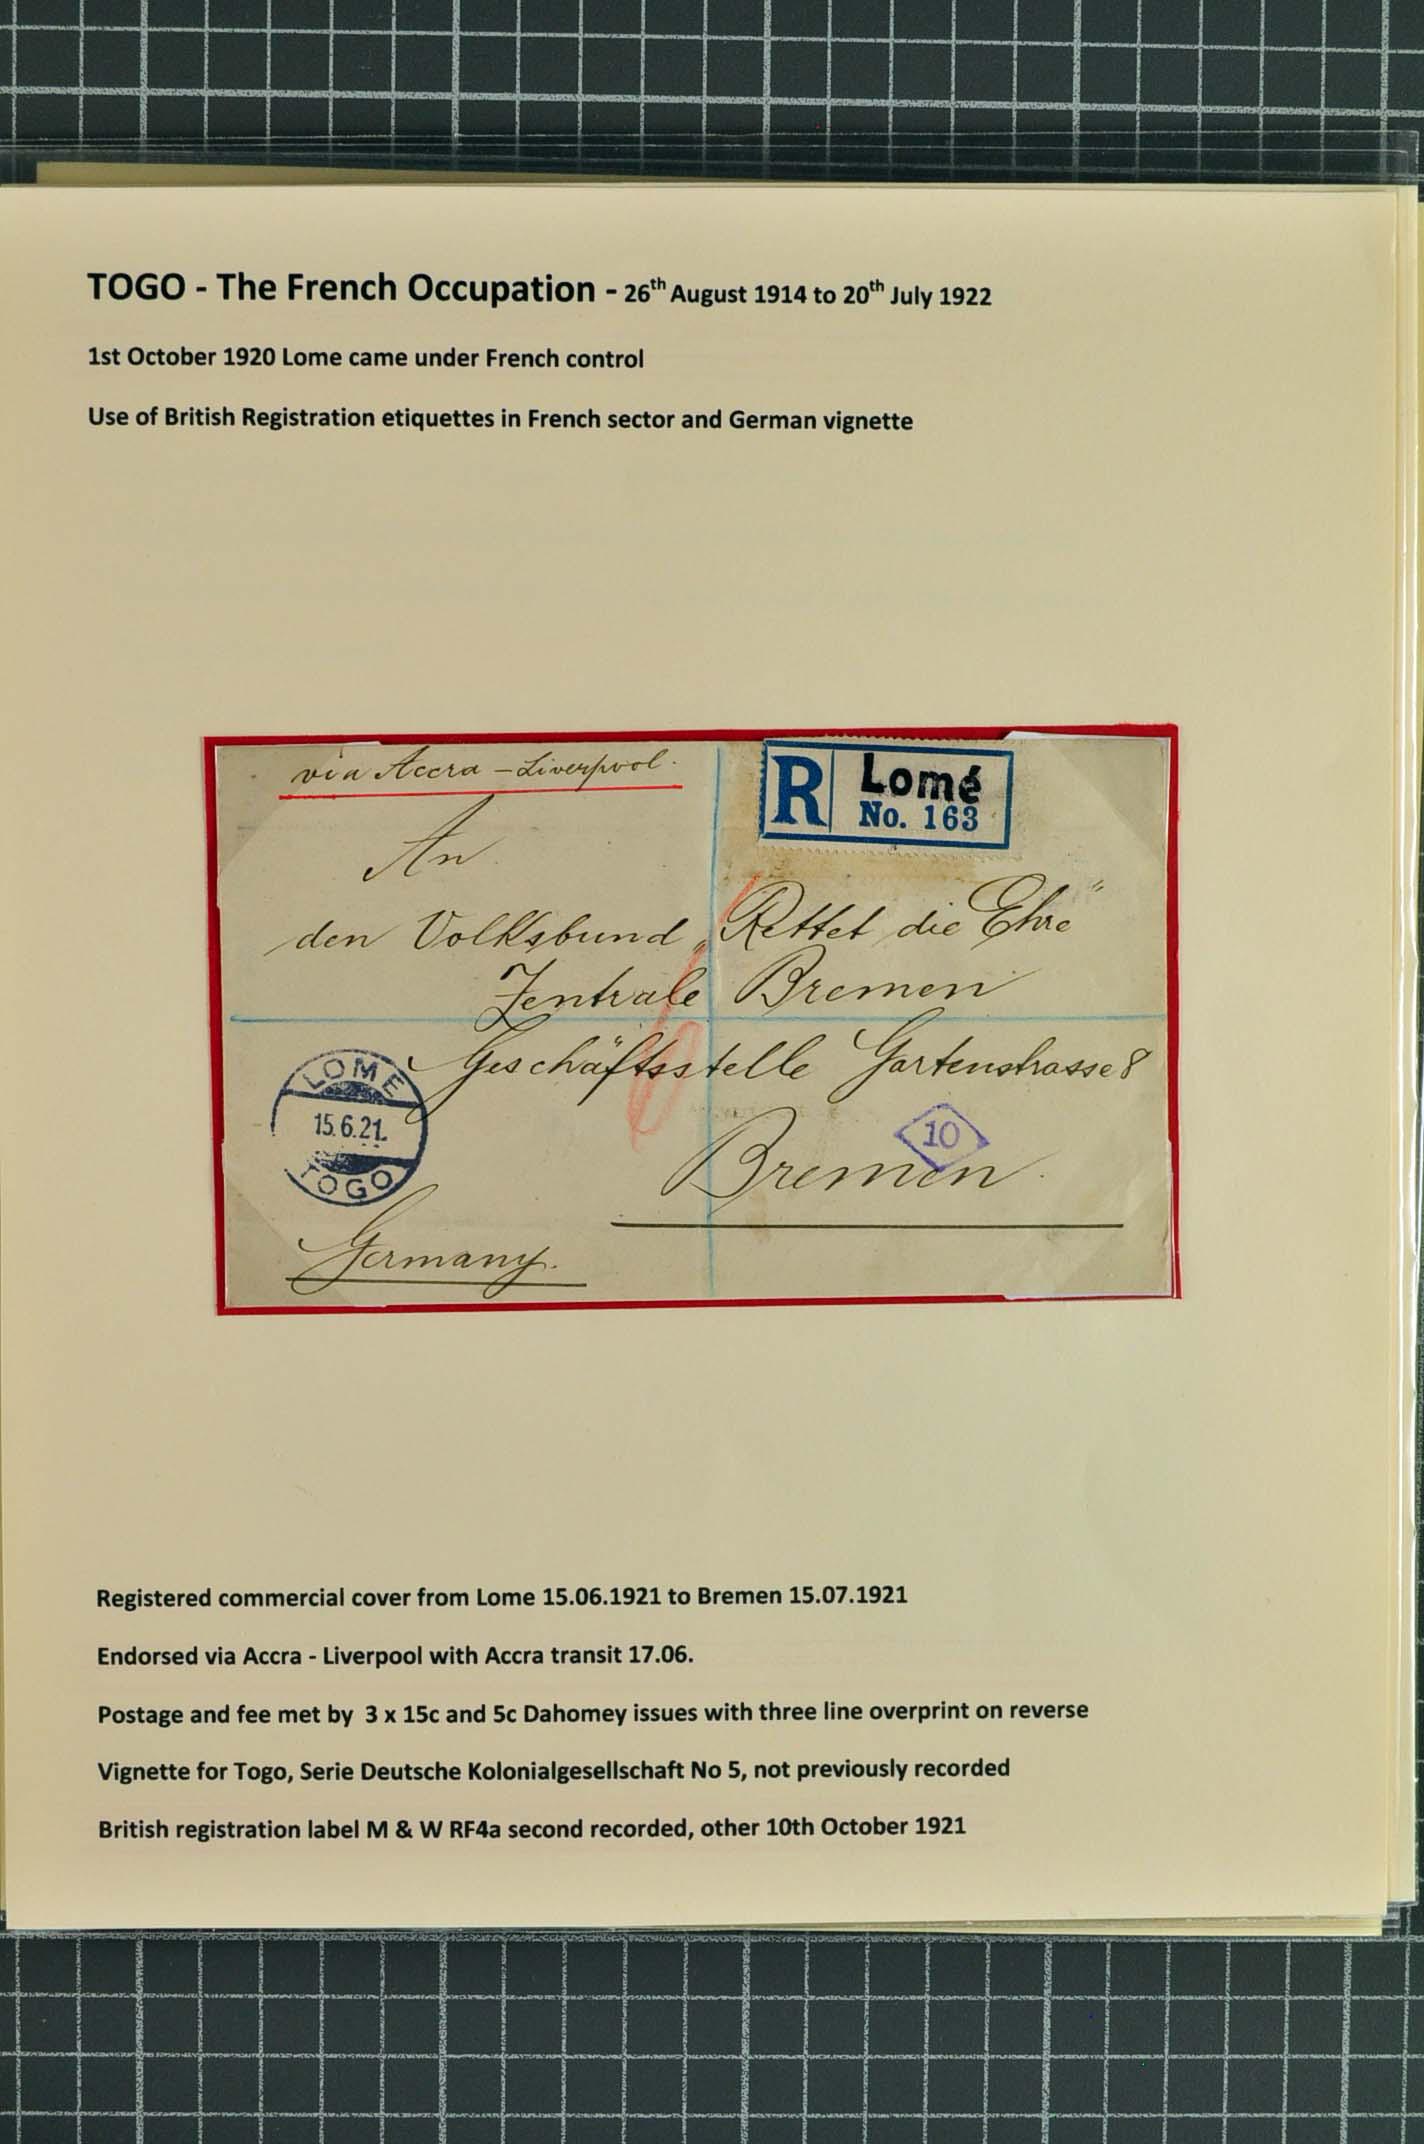 TOGO - The French Occupation - 26th August 1914 to 20th July 1922
1st October 1920 Lome came under French control
Use of British Registration etiquettes in French sector and German vignette
via Accra - Liverpool.
R Lomé
No. 163
An
den Volksbund „Rettet die Ehre"
Zentrale Bremen
Geschäftsstelle Gartenstrasse 8
LOME
15.6.21.
TOGO
10
Bremen.
Germany.
Registered commercial cover from Lome 15.06.1921 to Bremen 15.07.1921
Endorsed via Accra - Liverpool with Accra transit 17.06.
Postage and fee met by 3 x 15c and 5c Dahomey issues with three line overprint on reverse
Vignette for Togo, Serie Deutsche Kolonialgesellschaft No 5, not previously recorded
British registration label M & W RF4a second recorded, other 10th October 1921